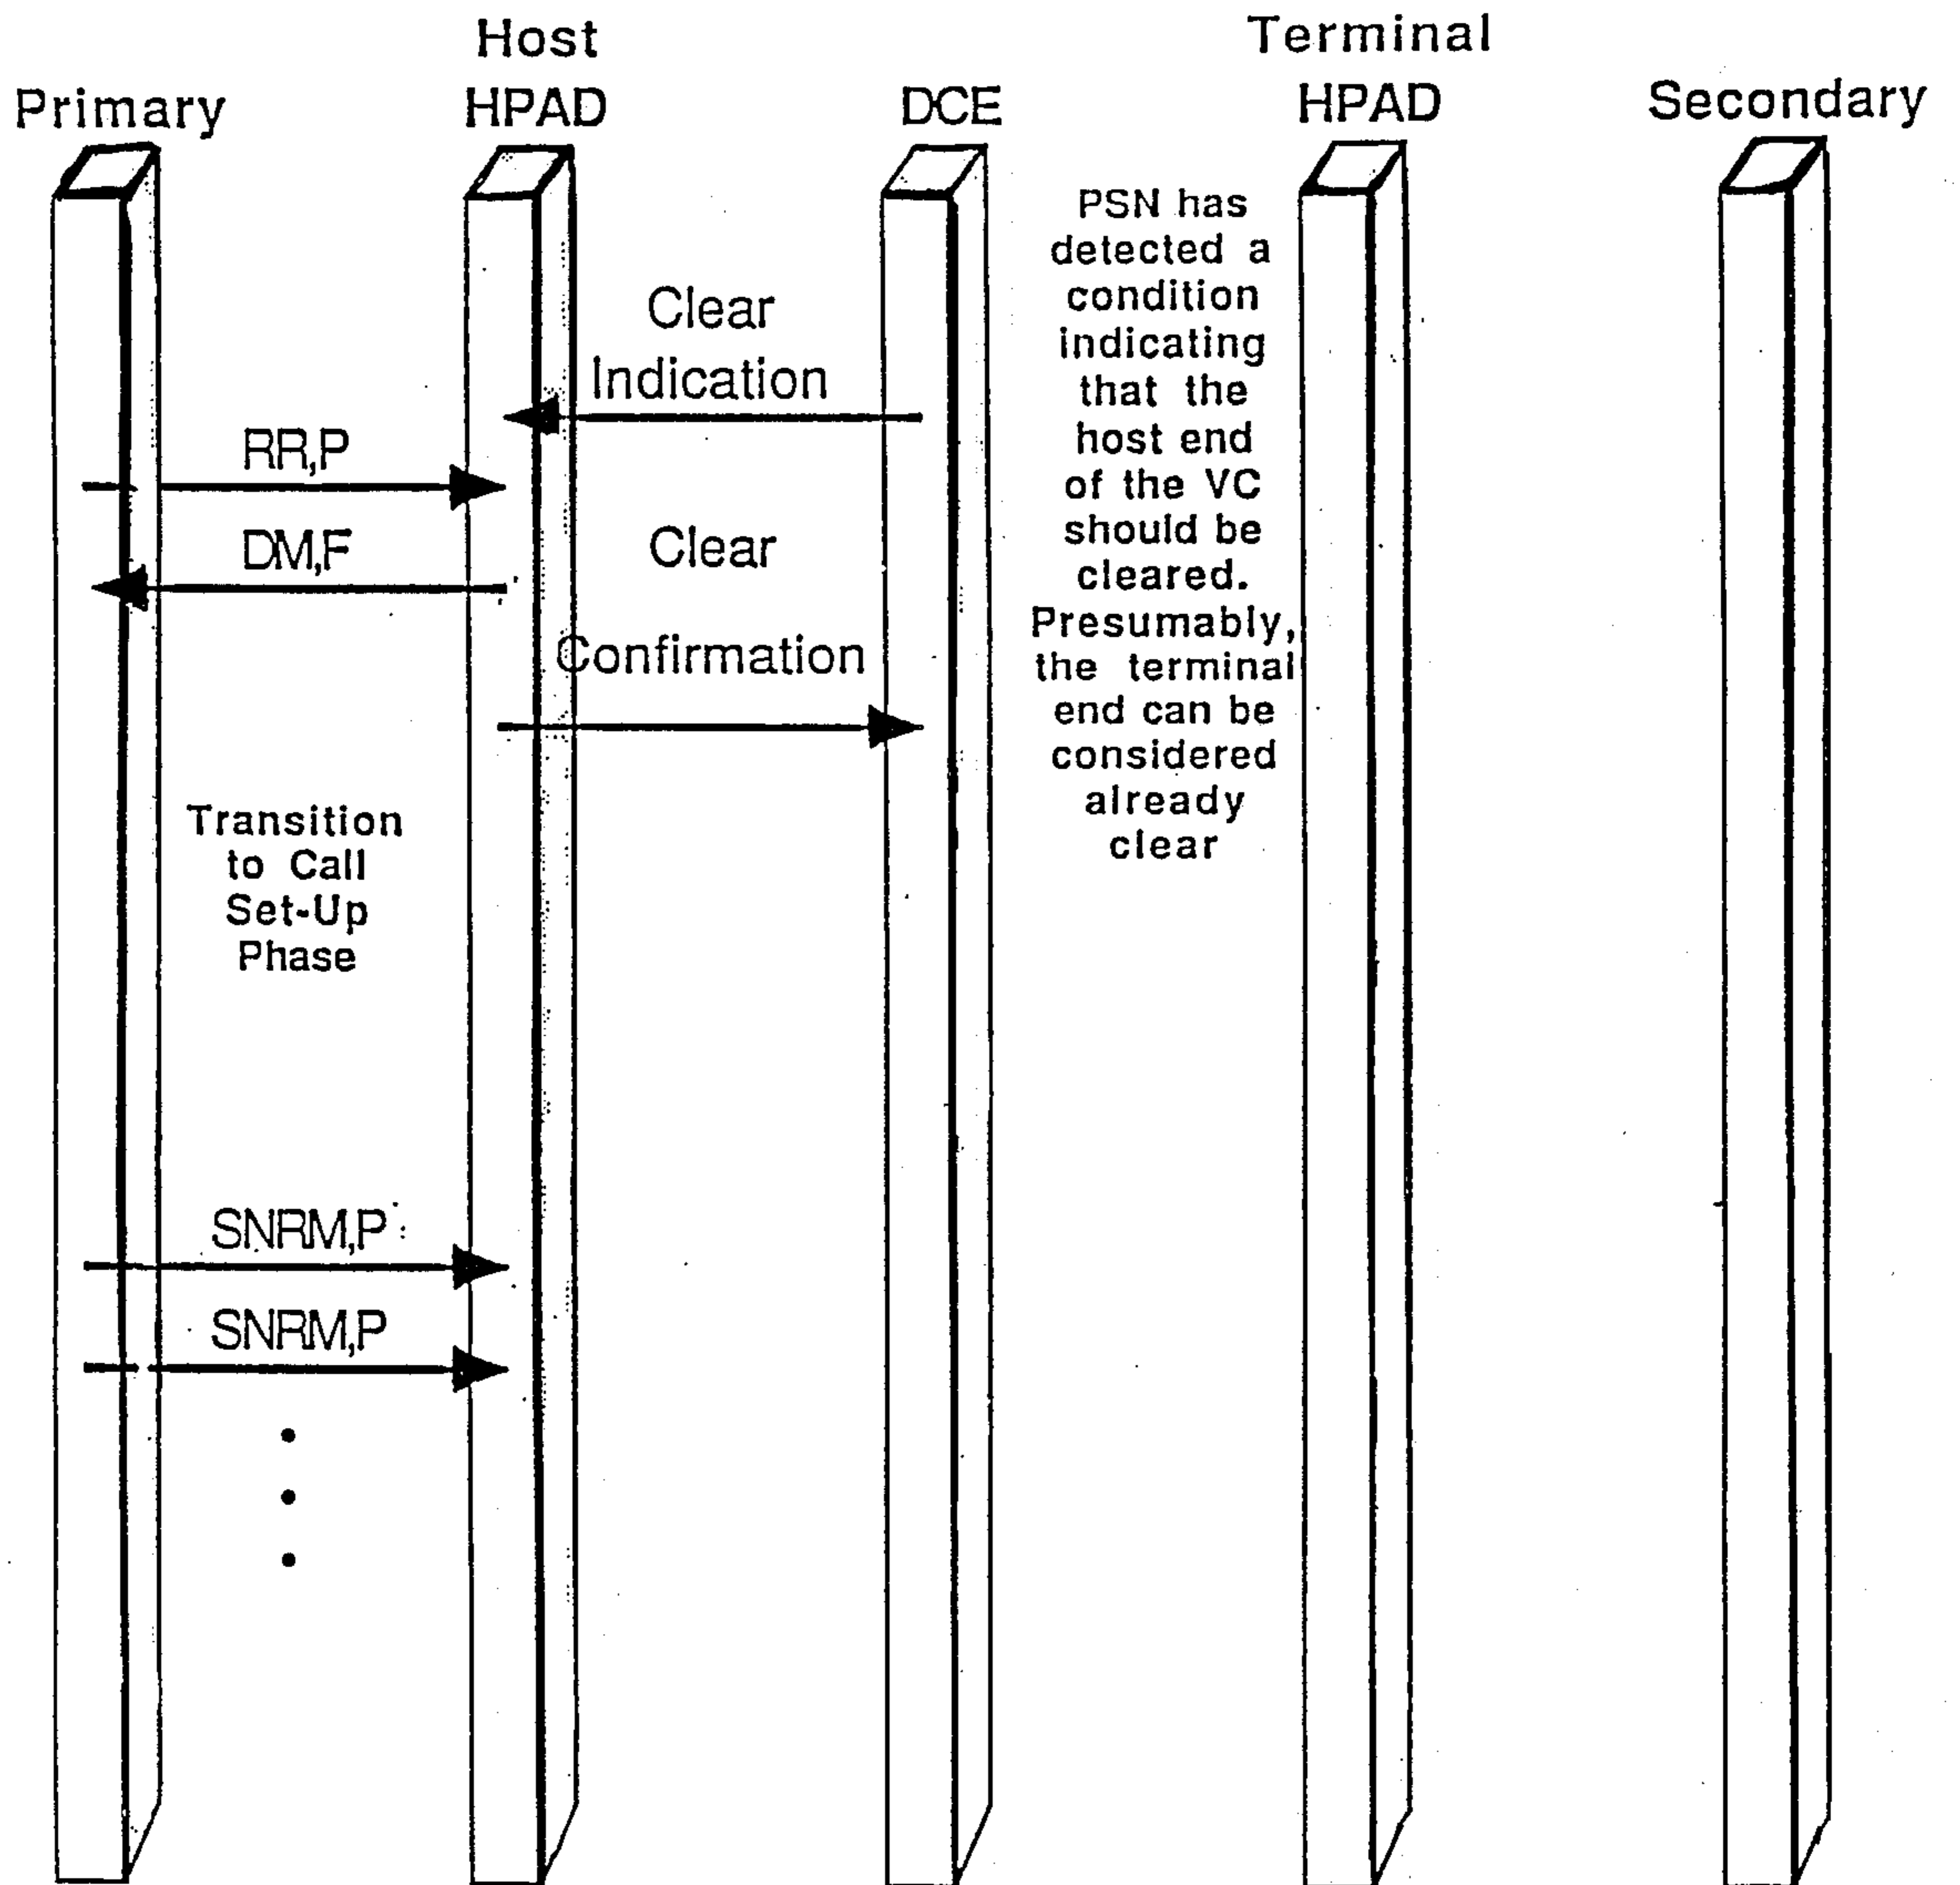 Primary
Host
HPAD
DCE
Terminal
HPAD
Secondary
Clear
Indication
RR,P
DM,F
Clear
Confirmation
PSN has
detected a
condition
indicating
that the
host end
of the VC
should be
cleared.
Presumably,
the terminal
end can be
considered
already
clear
Transition
to Call
Set-Up
Phase
SNRM,P
SNRM,P